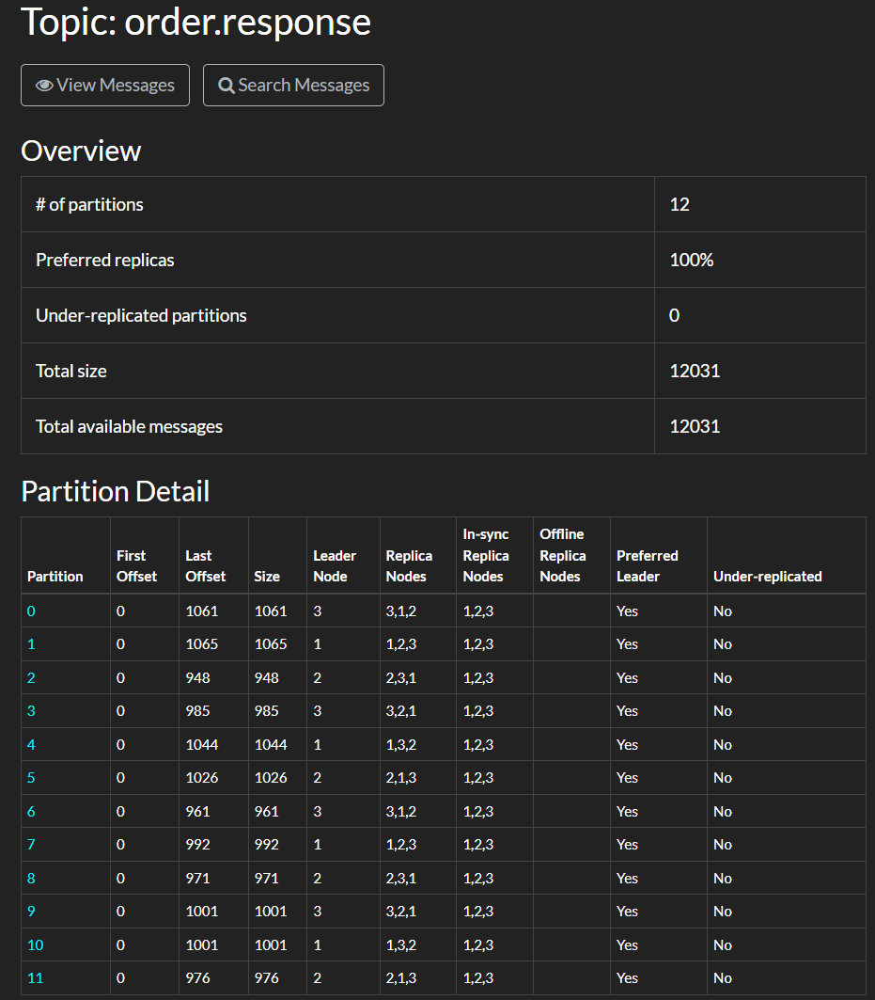 Topic: order.response
View Messages Search Messages
Overview
# of partitions 12
Preferred replicas 100%
Under-replicated partitions 0
Total size 12031
Total available messages 12031
Partition Detail
Partition First Offset Last Offset Size Leader Node Replica Nodes In-sync Replica Nodes Offline Replica Nodes Preferred Leader Under-replicated
0 0 1061 1061 3 3,1,2 1,2,3 Yes No
1 0 1065 1065 1 1,2,3 1,2,3 Yes No
2 0 948 948 2 2,3,1 1,2,3 Yes No
3 0 985 985 3 3,2,1 1,2,3 Yes No
4 0 1044 1044 1 1,3,2 1,2,3 Yes No
5 0 1026 1026 2 2,1,3 1,2,3 Yes No
6 0 961 961 3 3,1,2 1,2,3 Yes No
7 0 992 992 1 1,2,3 1,2,3 Yes No
8 0 971 971 2 2,3,1 1,2,3 Yes No
9 0 1001 1001 3 3,2,1 1,2,3 Yes No
10 0 1001 1001 1 1,3,2 1,2,3 Yes No
11 0 976 976 2 2,1,3 1,2,3 Yes No